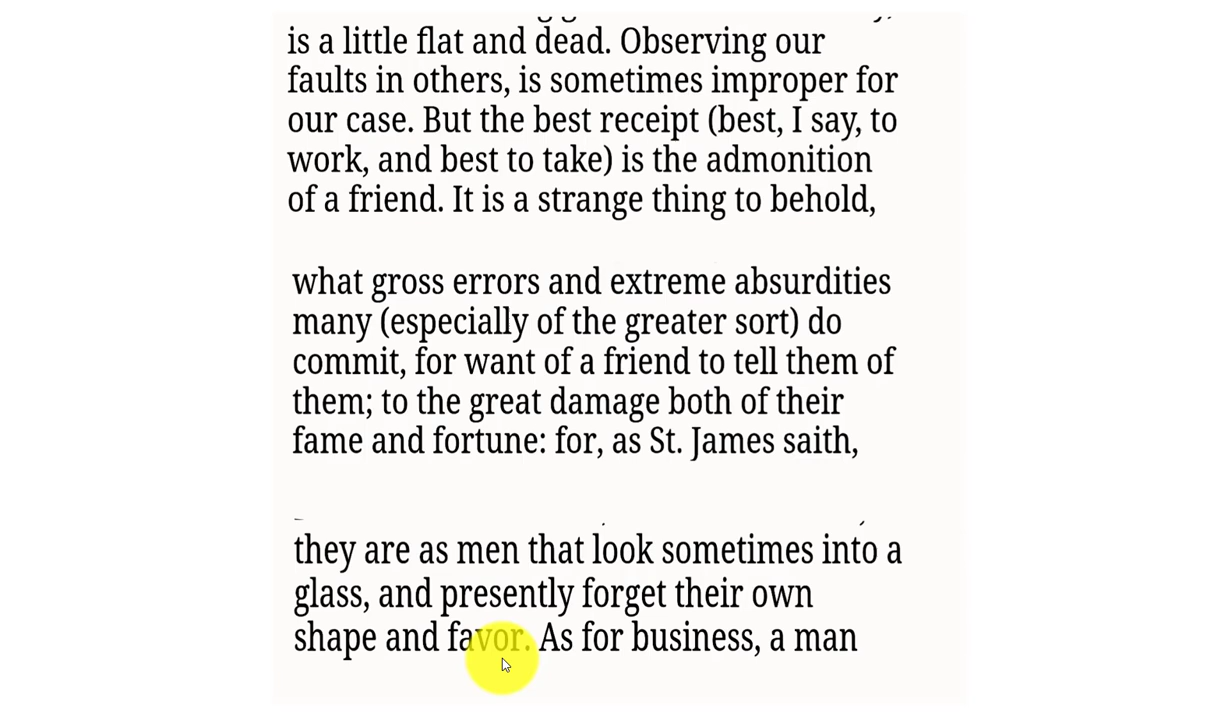 is a little flat and dead. Observing our
faults in others, is sometimes improper for
our case. But the best receipt (best, I say, to
work, and best to take) is the admonition
of a friend. It is a strange thing to behold,
what gross errors and extreme absurdities
many (especially of the greater sort) do
commit, for want of a friend to tell them of
them; to the great damage both of their
fame and fortune: for, as St. James saith,
they are as men that look sometimes into a
glass, and presently forget their own
shape and favor. As for business, a man